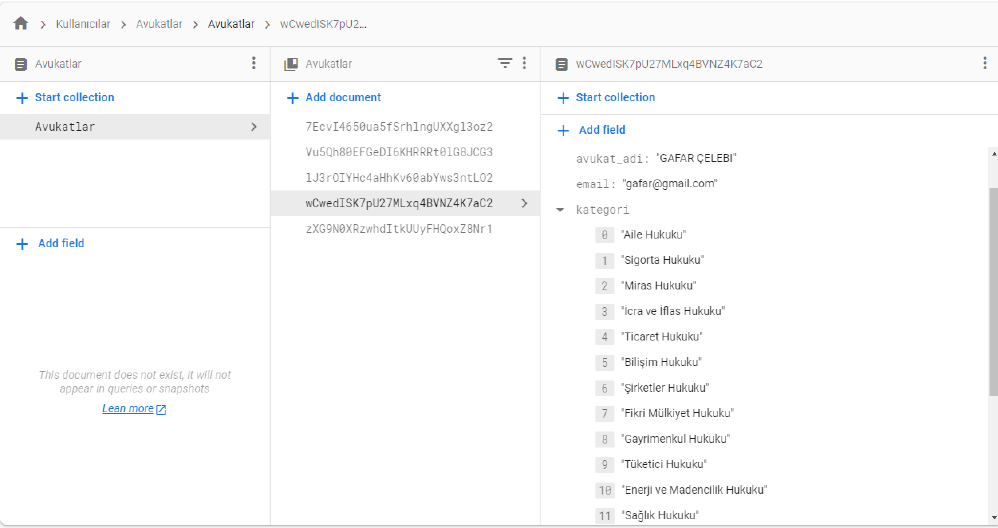 Kullanıcılar > Avukatlar > Avukatlar > wCwedISK7pU2...
Avukatlar
+ Start collection
Avukatlar
+ Add field
This document does not exist, it will not
appear in queries or snapshots
Lean more
Avukatlar
+ Add document
7EcvI4650ua5fSrhlngUXXgl3oz2
Vu5Qh80EFGeDI6KHRRRt0lG0JCG3
lJ3rOIYHc4aHhKv60abYws3ntLO2
wCwedISK7pU27MLxq4BVNZ4K7aC2
zXG9N0XRzwhdItkUUyFHQoxZ8Nr1
wCwedISK7pU27MLxq4BVNZ4K7aC2
+ Start collection
+ Add field
avukat_adi: "GAFAR ÇELEBİ"
email: "gafar@gmail.com"
kategori
0 "Aile Hukuku"
1 "Sigorta Hukuku"
2 "Miras Hukuku"
3 "İcra ve İflas Hukuku"
4 "Ticaret Hukuku"
5 "Bilişim Hukuku"
6 "Şirketler Hukuku"
7 "Fikri Mülkiyet Hukuku"
8 "Gayrimenkul Hukuku"
9 "Tüketici Hukuku"
10 "Enerji ve Madencilik Hukuku"
11 "Sağlık Hukuku"